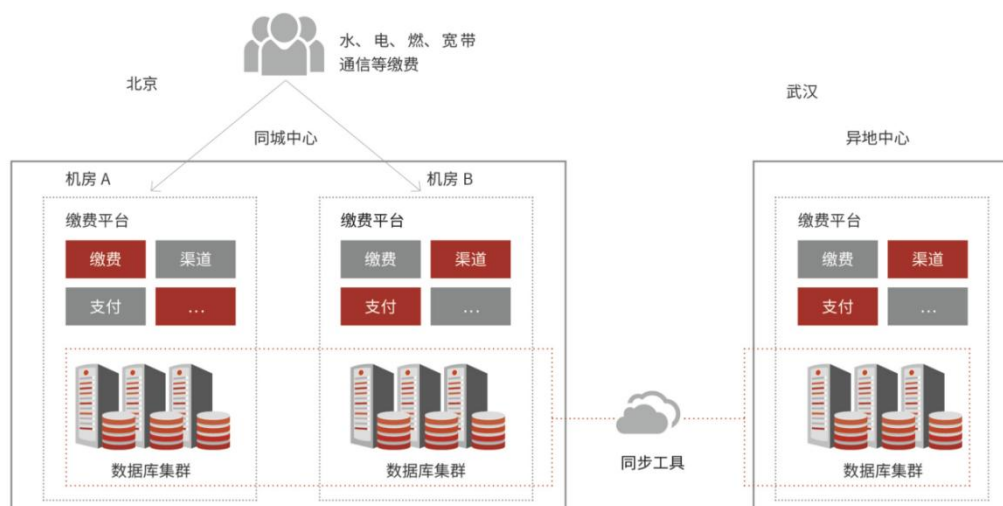 水、电、燃、宽带
通信等缴费
北京
武汉
同城中心
异地中心
机房 A
机房 B
缴费平台
缴费平台
缴费平台
缴费
渠道
缴费
渠道
缴费
渠道
支付
...
支付
...
支付
...
数据库集群
数据库集群
同步工具
数据库集群